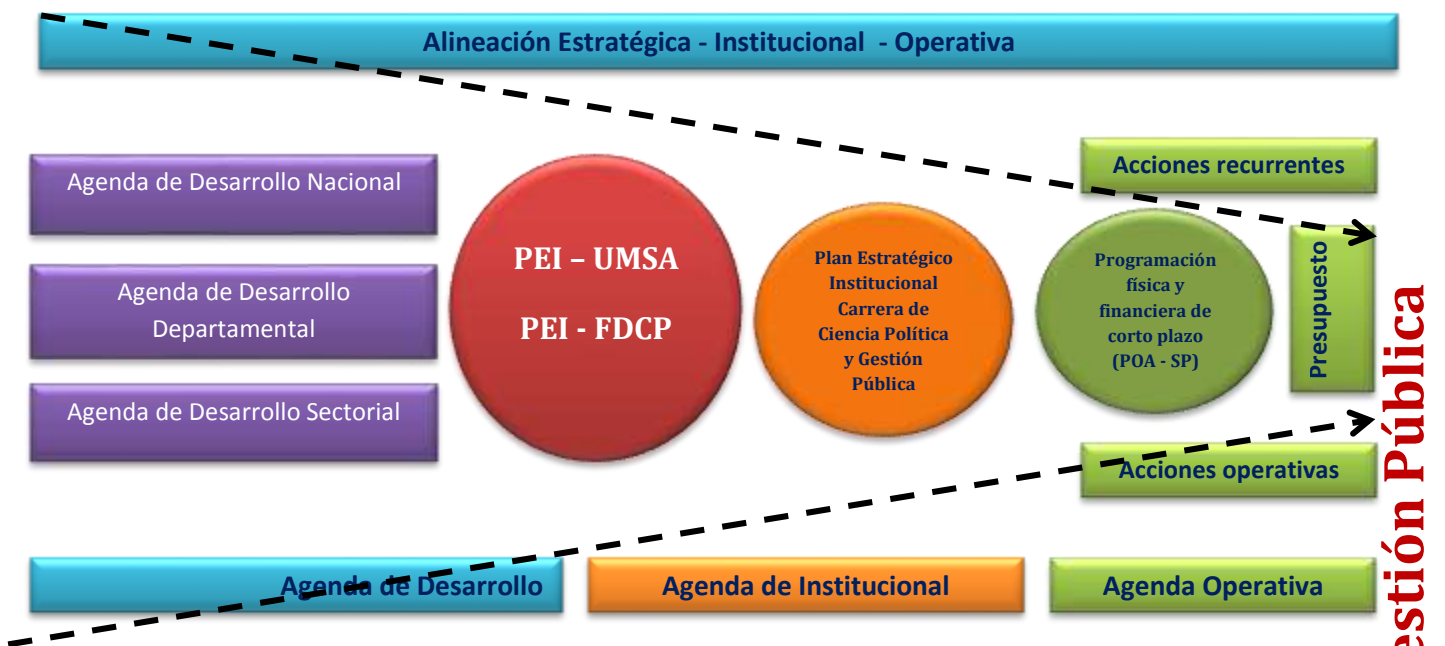 Alineación Estratégica - Institucional - Operativa
Agenda de Desarrollo Nacional
Agenda de Desarrollo
Departamental
Agenda de Desarrollo Sectorial
PEI – UMSA
PEI - FDCP
Plan Estratégico
Institucional
Carrera de
Ciencia Política
y Gestión
Pública
Acciones recurrentes
Programación
física y
financiera de
corto plazo
(POA - SP)
Presupuesto
Acciones operativas
estión Pública
Agenda de Desarrollo
Agenda de Institucional
Agenda Operativa